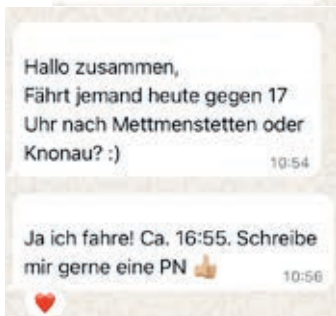 Hallo zusammen,
Fährt jemand heute gegen 17
Uhr nach Mettmenstetten oder
Knonau? :)
10:54
Ja ich fahre! Ca. 16:55. Schreibe
mir gerne eine PN 👍🏼
10:56